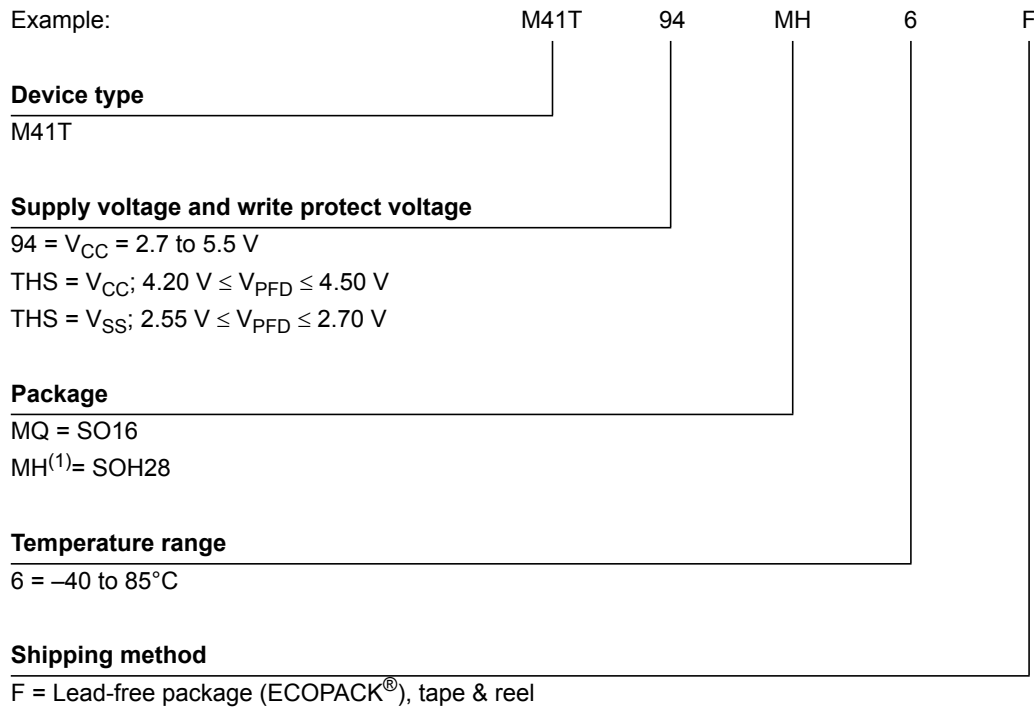 Example: M41T 94 MH 6 F
Device type
M41T
Supply voltage and write protect voltage
94 = VCC = 2.7 to 5.5 V
THS = VCC; 4.20 V ≤ VPFD ≤ 4.50 V
THS = VSS; 2.55 V ≤ VPFD ≤ 2.70 V
Package
MQ = SO16
MH(1)= SOH28
Temperature range
6 = –40 to 85°C
Shipping method
F = Lead-free package (ECOPACK®), tape & reel